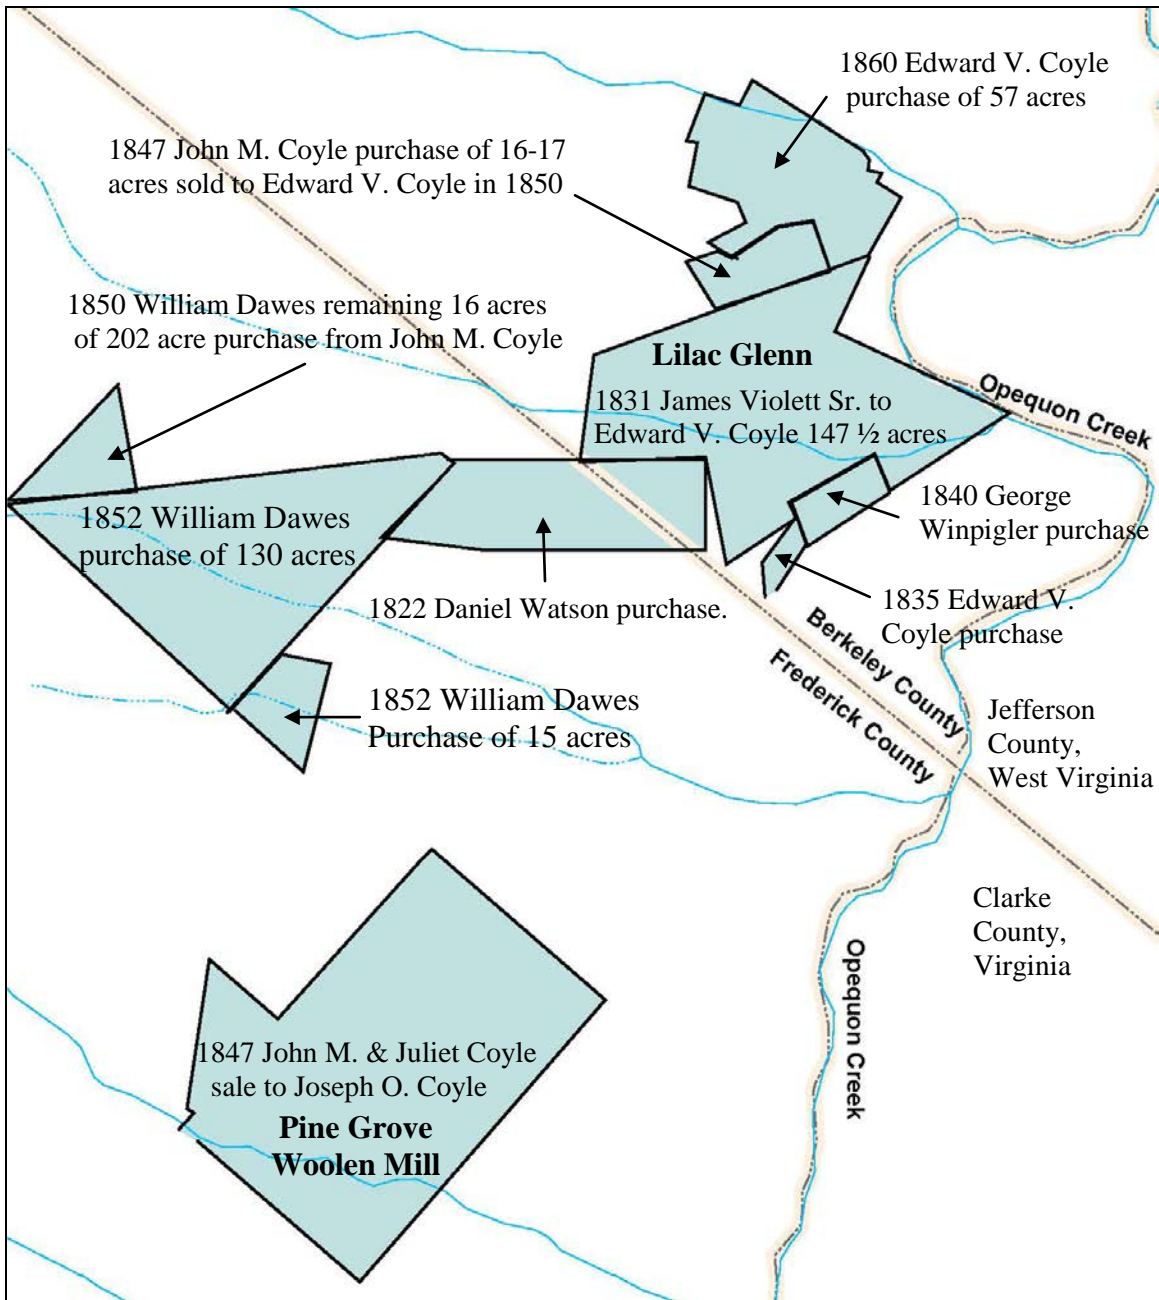 1860 Edward V. Coyle
purchase of 57 acres
1847 John M. Coyle purchase of 16-17
acres sold to Edward V. Coyle in 1850
1850 William Dawes remaining 16 acres
of 202 acre purchase from John M. Coyle
Lilac Glenn
1831 James Violett Sr. to
Edward V. Coyle 147 ½ acres
Opequon Creek
1840 George
Winpigler purchase
1852 William Dawes
purchase of 130 acres
1822 Daniel Watson purchase.
1835 Edward V.
Coyle purchase
Berkeley County
Frederick County
1852 William Dawes
Purchase of 15 acres
Jefferson
County,
West Virginia
Clarke
County,
Virginia
Opequon Creek
1847 John M. & Juliet Coyle
sale to Joseph O. Coyle
Pine Grove
Woolen Mill